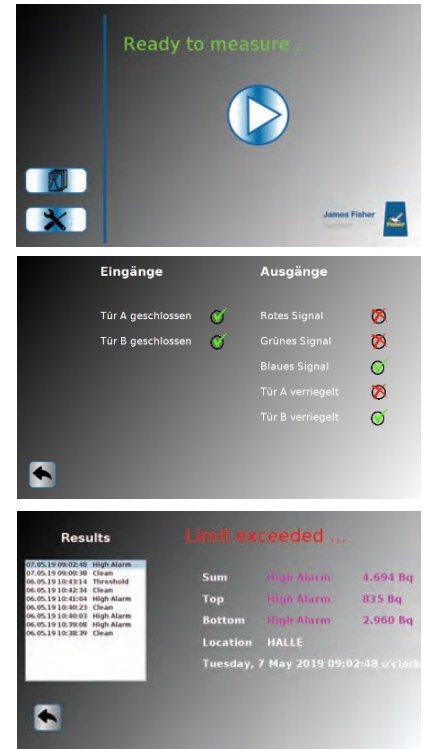 Ready to measure ...
James Fisher
Fisher
Eingänge
Ausgänge
Tür A geschlossen
Rotes Signal
Tür B geschlossen
Grünes Signal
Blaues Signal
Tür A verriegelt
Tür B verriegelt
Results
Limit exceeded ...
07.05.19 09:02:48 High Alarm
07.05.19 09:00:38 Clean
06.05.19 10:43:14 Threshold
06.05.19 10:42:34 Clean
06.05.19 10:41:04 High Alarm
06.05.19 10:40:23 Clean
06.05.19 10:40:03 High Alarm
06.05.19 10:39:08 High Alarm
06.05.19 10:38:39 Clean
Sum High Alarm 4.694 Bq
Top High Alarm 835 Bq
Bottom High Alarm 2.960 Bq
Location HALLE
Tuesday, 7 May 2019 09:02:48 o'clock